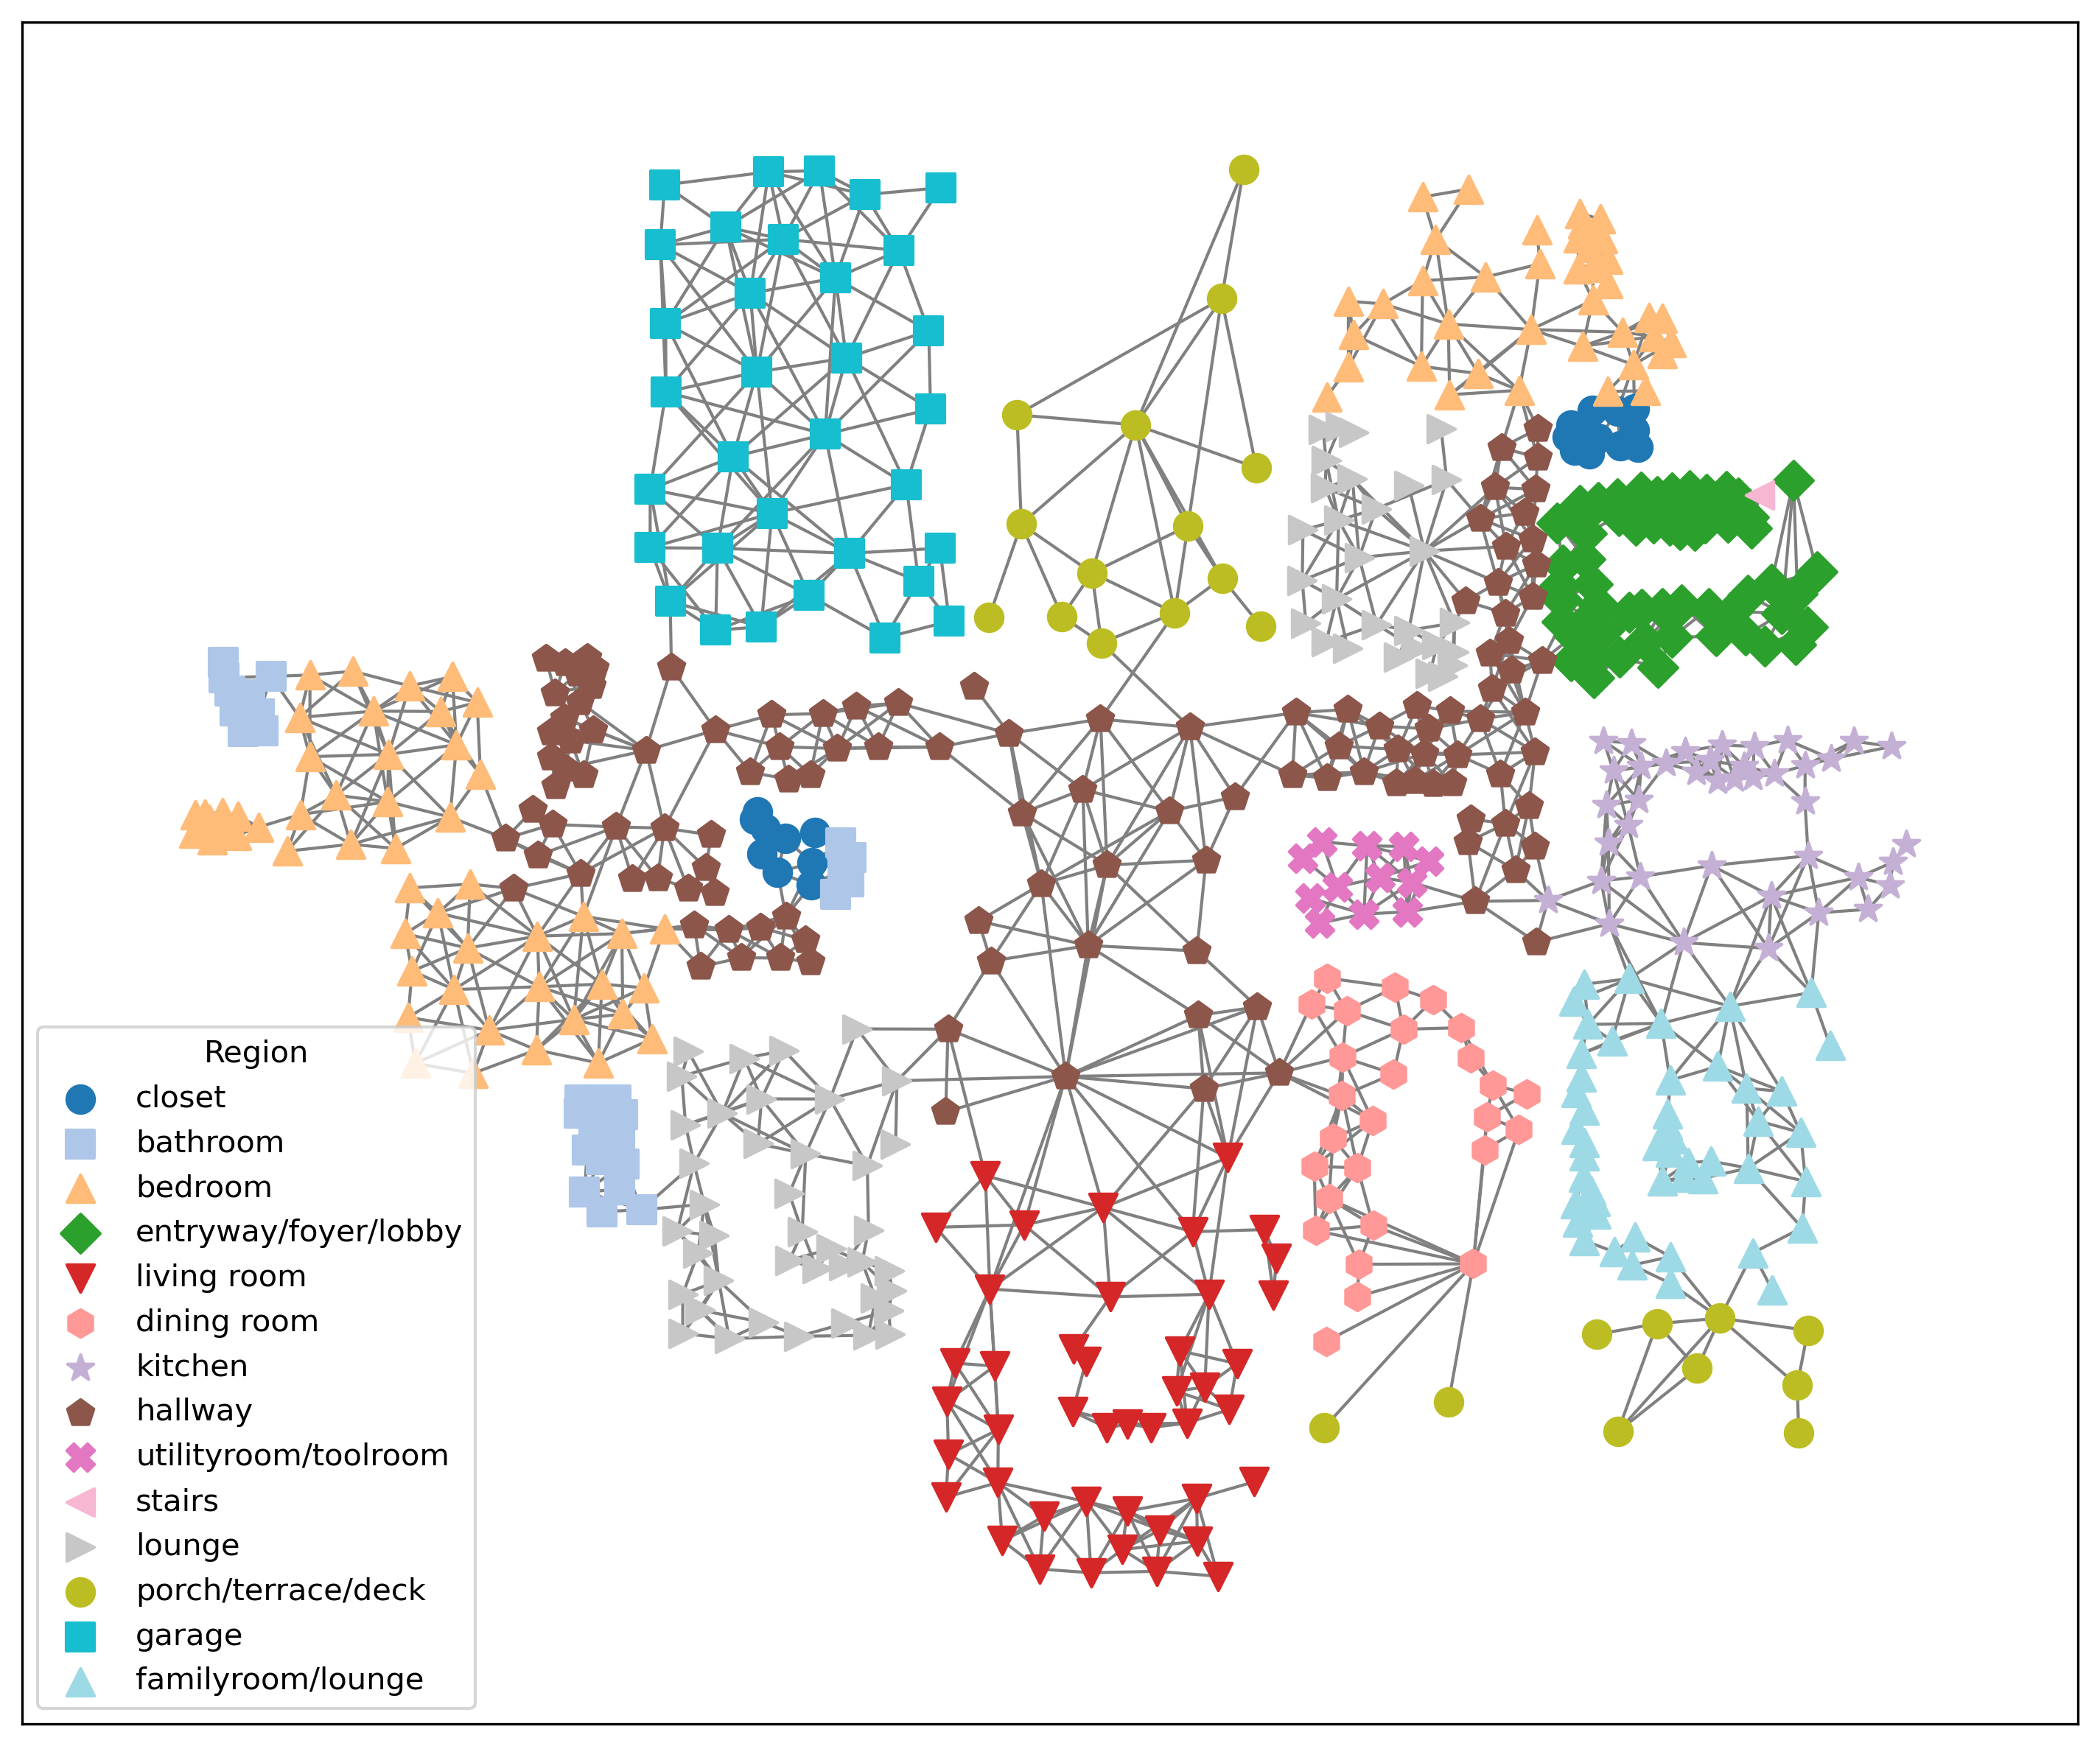 Region
closet
bathroom
bedroom
entryway/foyer/lobby
living room
dining room
kitchen
hallway
utilityroom/toolroom
stairs
lounge
porch/terrace/deck
garage
familyroom/lounge